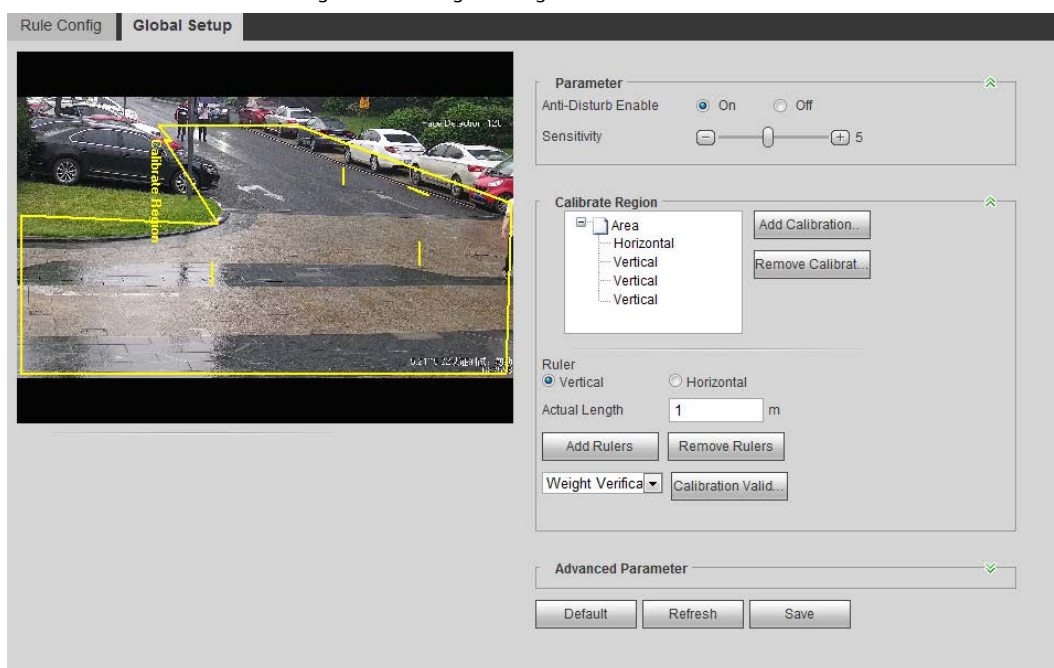 Rule Config
Global Setup
Calibrate Region
Parameter
Anti-Disturb Enable On Off
Sensitivity 5
Calibrate Region
Area
Horizontal
Vertical
Vertical
Vertical
Add Calibration..
Remove Calibrat...
Ruler
Vertical Horizontal
Actual Length 1 m
Add Rulers Remove Rulers
Weight Verifica Calibration Valid...
Advanced Parameter
Default Refresh Save